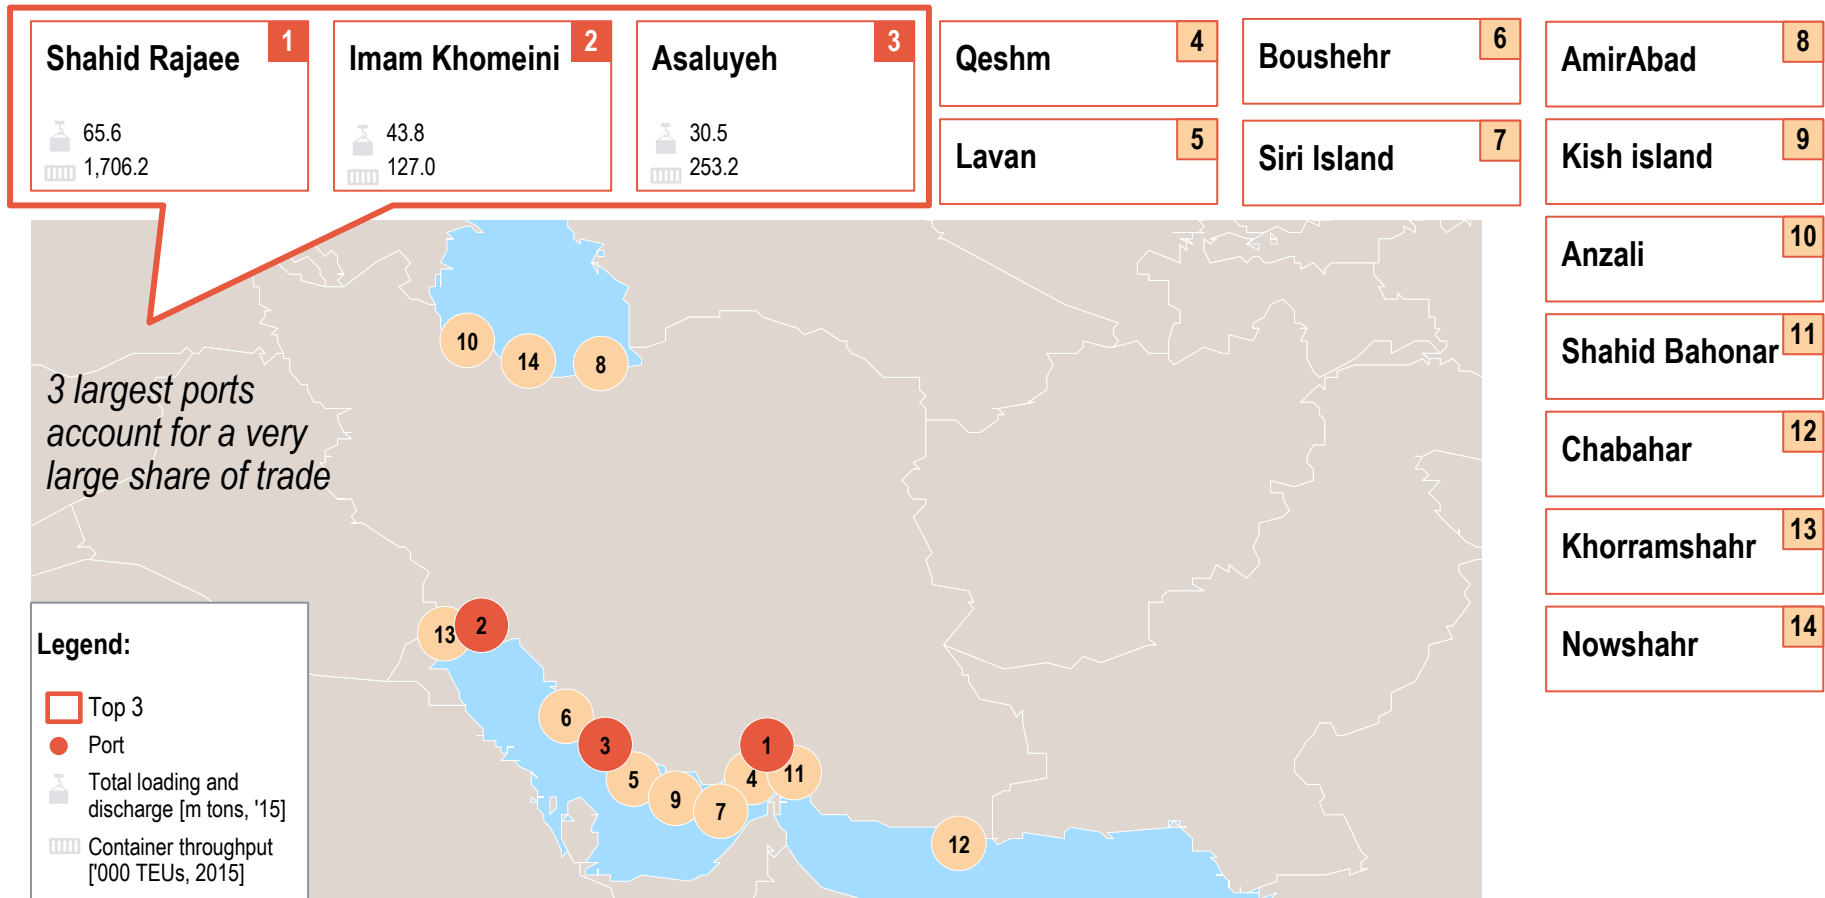 Shahid Rajaee 1
65.6
1,706.2
Imam Khomeini 2
43.8
127.0
Asaluyeh 3
30.5
253.2
Qeshm 4
Lavan 5
Boushehr 6
Siri Island 7
AmirAbad 8
Kish island 9
Anzali 10
Shahid Bahonar 11
Chabahar 12
Khorramshahr 13
Nowshahr 14
3 largest ports
account for a very
large share of trade
10
14
8
13
2
6
3
5
9
7
4
1
11
12
Legend:
Top 3
Port
Total loading and
discharge [m tons, '15]
Container throughput
['000 TEUs, 2015]